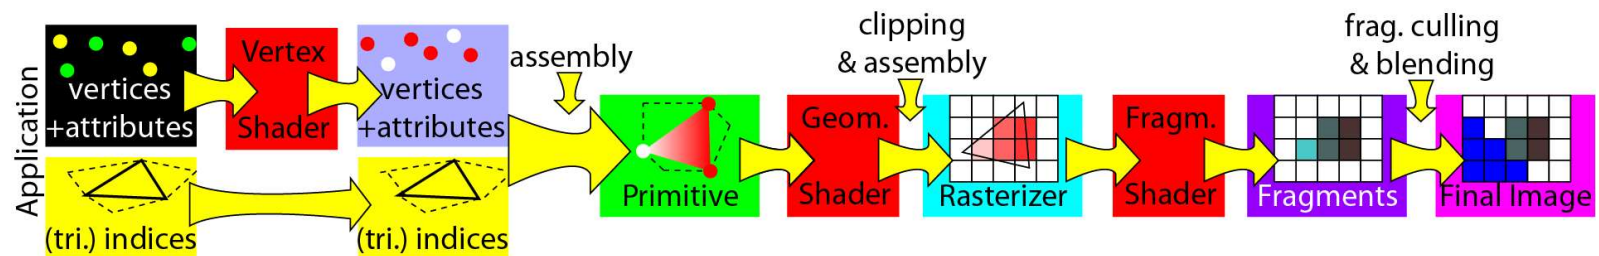 Application
vertices
+attributes
(tri.) indices
Vertex
Shader
vertices
+attributes
(tri.) indices
assembly
Primitive
Geom.
Shader
clipping
& assembly
Rasterizer
Fragm.
Shader
Fragments
frag. culling
& blending
Final Image